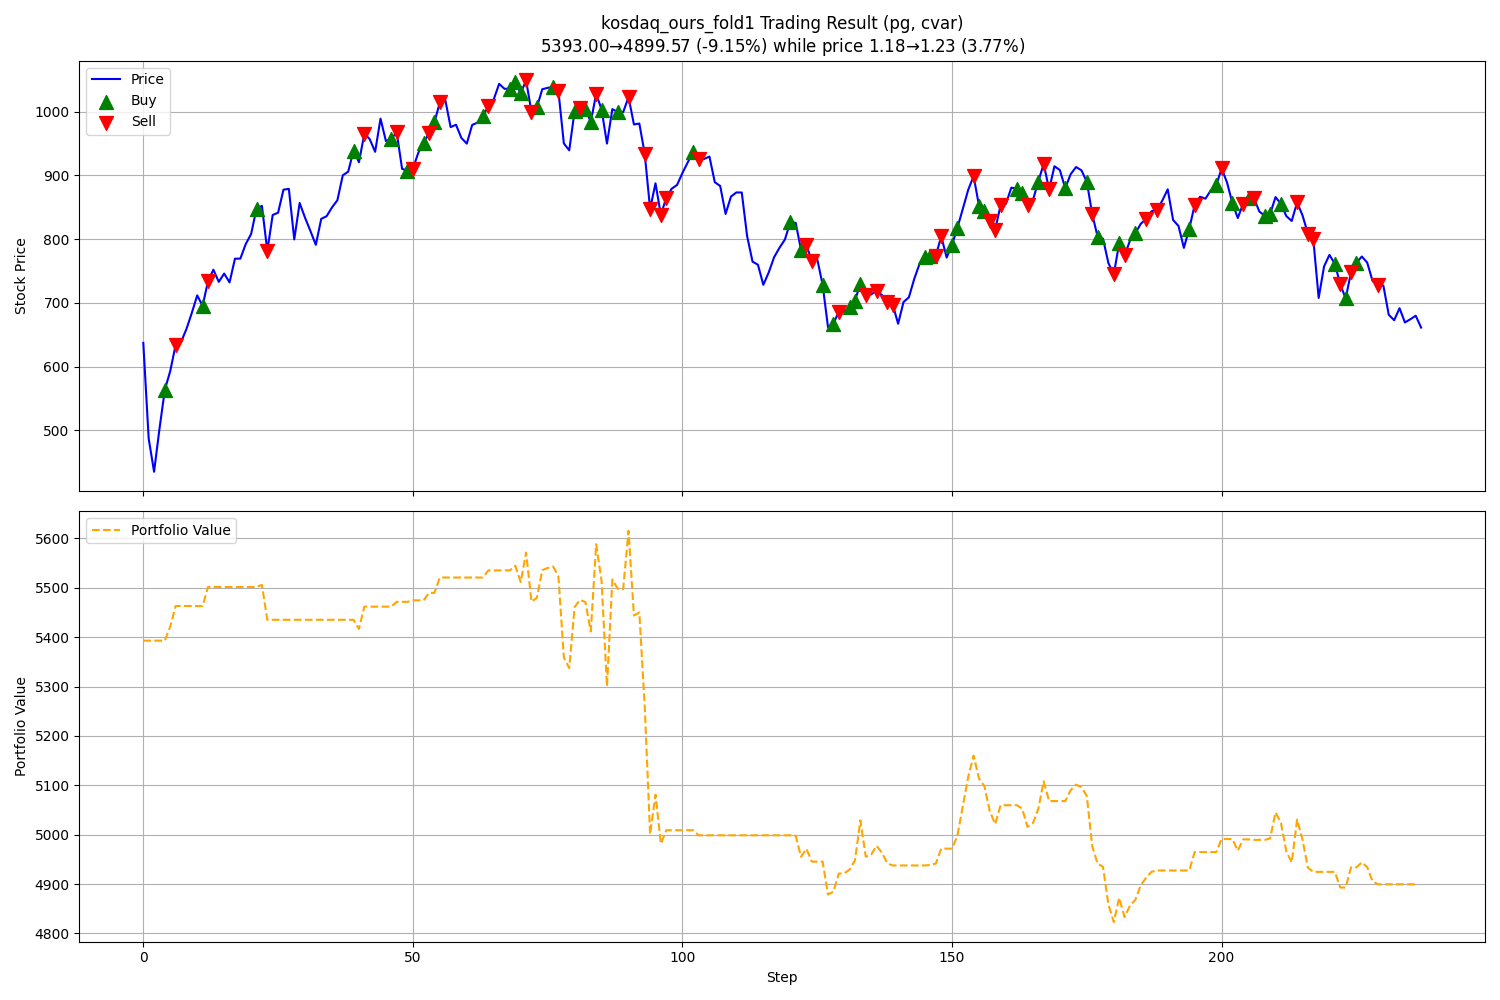 kosdaq_ours_fold1 Trading Result (pg, cvar)
5393.00→4899.57 (-9.15%) while price 1.18→1.23 (3.77%)
Price
Buy
Sell
1000
900
800
700
600
500
Stock Price
Portfolio Value
5600
5500
5400
5300
5200
5100
5000
4900
4800
Portfolio Value
0 50 100 150 200
Step